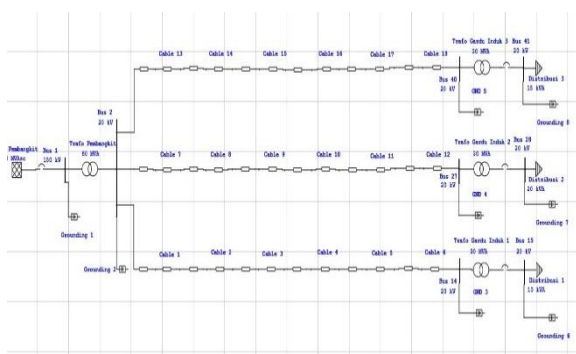 Trafo Gardu Induk 3 Bus 41
30 MVA 20 kV
Cable 13 Cable 14 Cable 15 Cable 16 Cable 17 Cable 18
Bus 40
20 kV
GND 5
Distribusi 3
15 MVA
Grounding 8
Bus 2
20 kV
Pembangkit Bus 1
150 kV
Trafo Pembangkit
60 MVA
Trafo Gardu Induk 2 Bus 28
30 MVA 20 kV
Cable 7 Cable 8 Cable 9 Cable 10 Cable 11 Cable 12
Bus 27
20 kV
GND 4
Distribusi 2
20 kVA
Grounding 7
Grounding 1
Grounding 2
Trafo Gardu Induk 1 Bus 15
30 MVA 20 kV
Cable 1 Cable 2 Cable 3 Cable 4 Cable 5 Cable 6
Bus 14
20 kV
GND 3
Distribusi 1
Grounding 6